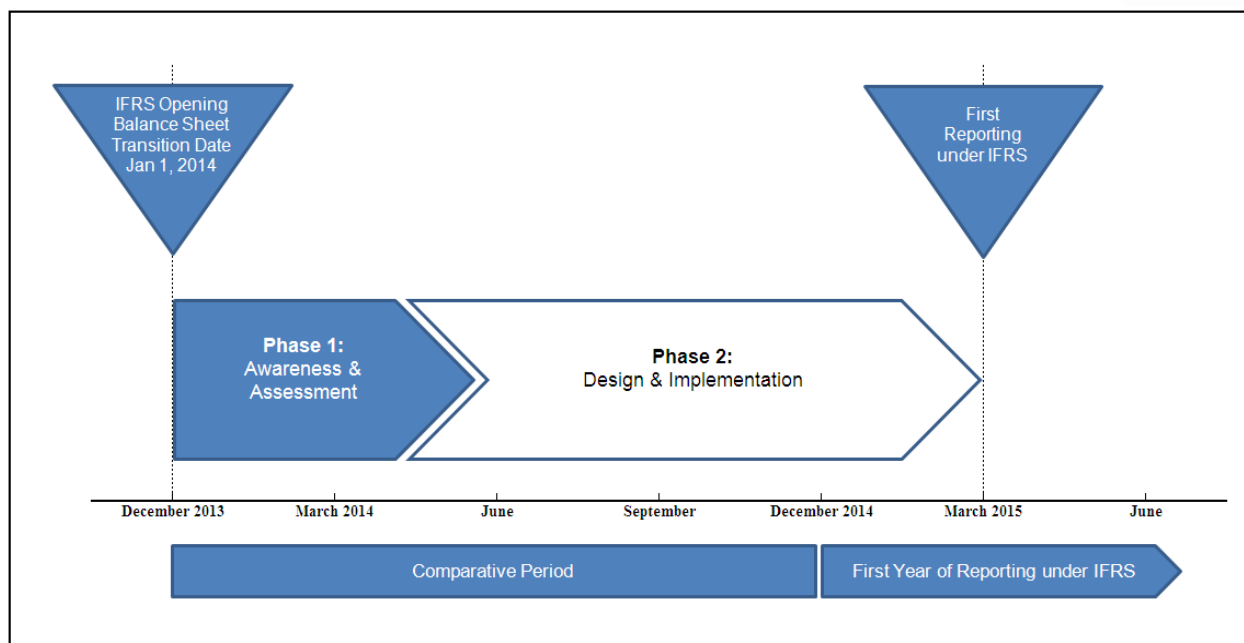 IFRS Opening
Balance Sheet
Transition Date
Jan 1, 2014
First
Reporting
under IFRS
Phase 1:
Awareness &
Assessment
Phase 2:
Design & Implementation
December 2013
March 2014
June
September
December 2014
March 2015
June
Comparative Period
First Year of Reporting under IFRS